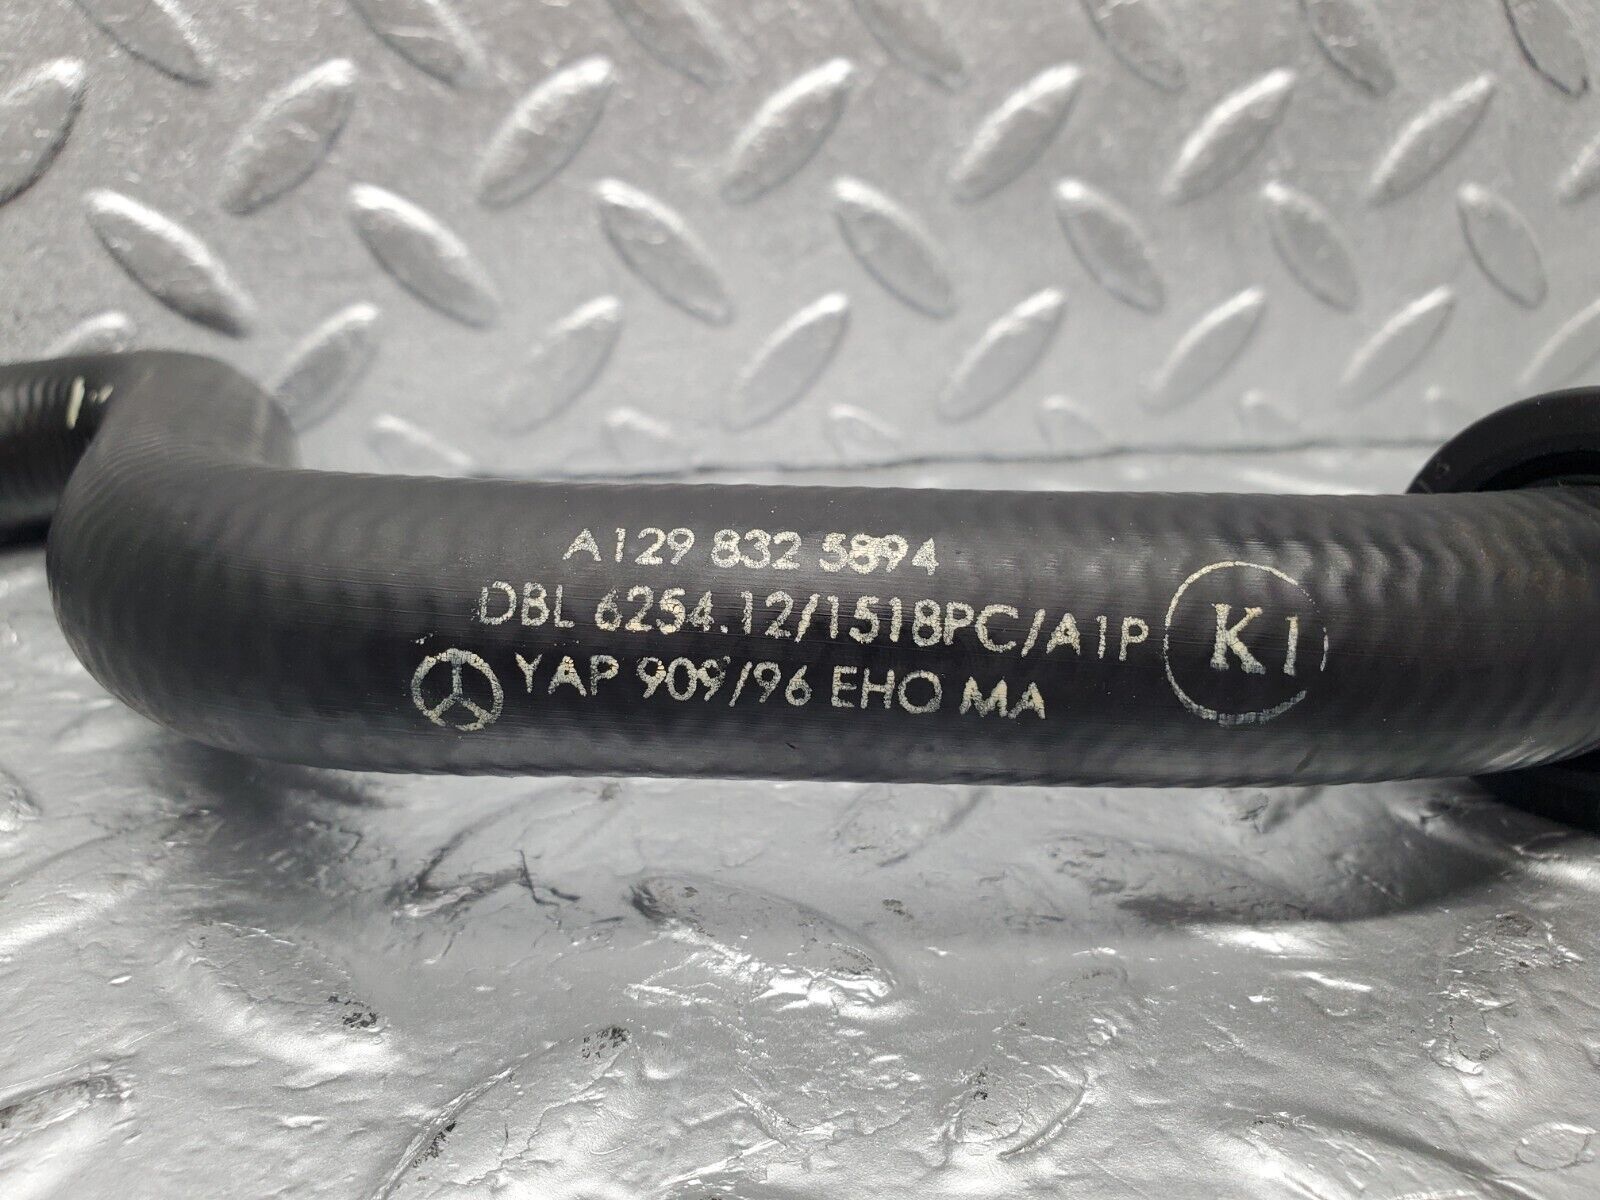 A129 832 5894
DBL 6254.12/1518PC/A1P
K1
YAP 909/96 EHO MA